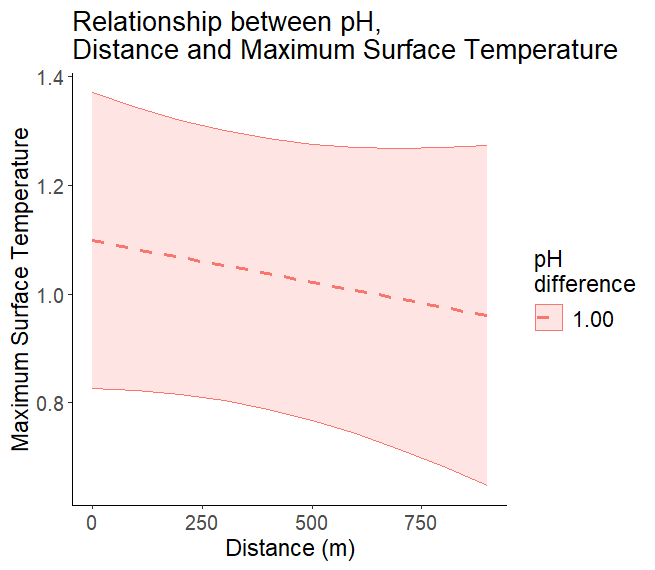 Relationship between pH,
Distance and Maximum Surface Temperature
Maximum Surface Temperature
1.4
1.2
1.0
0.8
0
250
500
750
Distance (m)
pH
difference
1.00